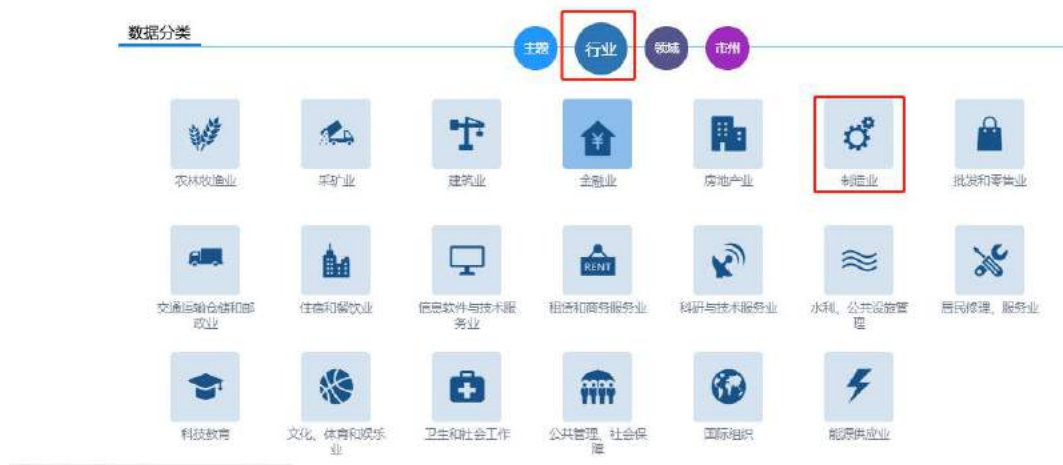 数据分类
主题
行业
领域
市州
农林牧渔业
采矿业
建筑业
金融业
房地产业
制造业
批发和零售业
交通运输仓储和邮
政业
住宿和餐饮业
信息软件与技术服
务业
RENT
租赁和商务服务业
科研与技术服务业
水利、公共设施管
理
居民修理、服务业
科技教育
文化、体育和娱乐
业
卫生和社会工作
公共管理、社会保
障
国际组织
能源供应业